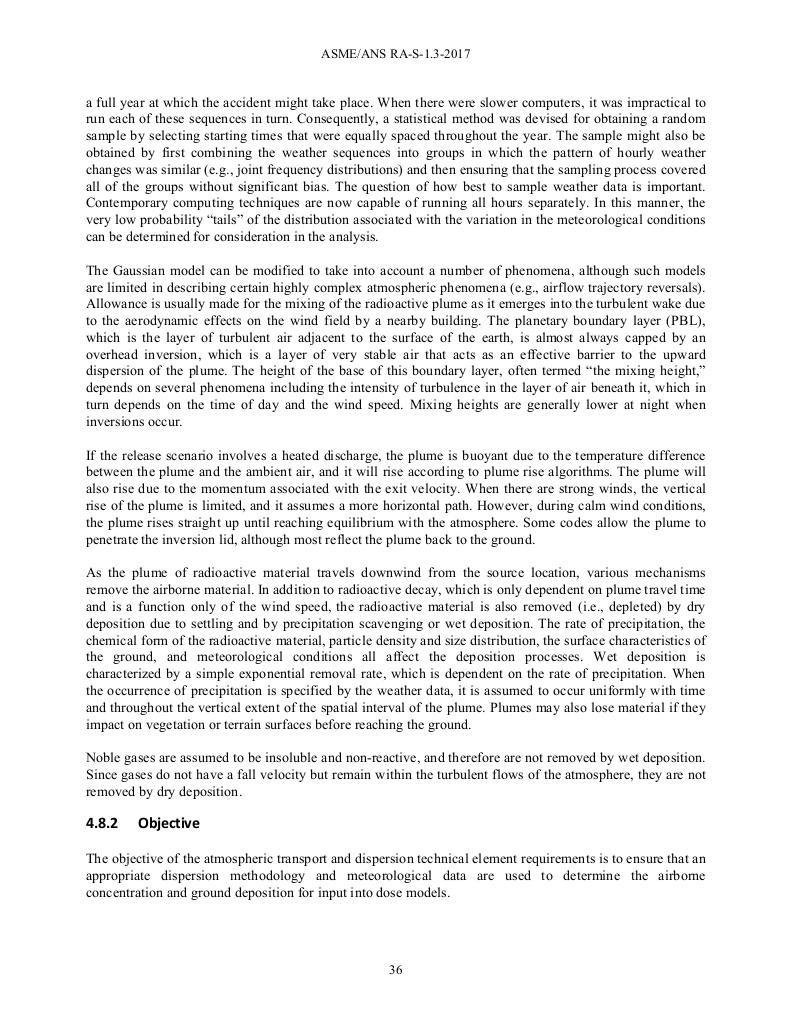 ASME/ANS RA-S-1.3-2017
a full year at which the accident might take place. When there were slower computers, it was impractical to
run each of these sequences in turn. Consequently, a statistical method was devised for obtaining a random
sample by selecting starting times that were equally spaced throughout the year. The sample might also be
obtained by first combining the weather sequences into groups in which the pattern of hourly weather
changes was similar (e.g., joint frequency distributions) and then ensuring that the sampling process covered
all of the groups without significant bias. The question of how best to sample weather data is important.
Contemporary computing techniques are now capable of running all hours separately. In this manner, the
very low probability “tails” of the distribution associated with the variation in the meteorological conditions
can be determined for consideration in the analysis.
The Gaussian model can be modified to take into account a number of phenomena, although such models
are limited in describing certain highly complex atmospheric phenomena (e.g., airflow trajectory reversals).
Allowance is usually made for the mixing of the radioactive plume as it emerges into the turbulent wake due
to the aerodynamic effects on the wind field by a nearby building. The planetary boundary layer (PBL),
which is the layer of turbulent air adjacent to the surface of the earth, is almost always capped by an
overhead inversion, which is a layer of very stable air that acts as an effective barrier to the upward
dispersion of the plume. The height of the base of this boundary layer, often termed “the mixing height,”
depends on several phenomena including the intensity of turbulence in the layer of air beneath it, which in
turn depends on the time of day and the wind speed. Mixing heights are generally lower at night when
inversions occur.
If the release scenario involves a heated discharge, the plume is buoyant due to the temperature difference
between the plume and the ambient air, and it will rise according to plume rise algorithms. The plume will
also rise due to the momentum associated with the exit velocity. When there are strong winds, the vertical
rise of the plume is limited, and it assumes a more horizontal path. However, during calm wind conditions,
the plume rises straight up until reaching equilibrium with the atmosphere. Some codes allow the plume to
penetrate the inversion lid, although most reflect the plume back to the ground.
As the plume of radioactive material travels downwind from the source location, various mechanisms
remove the airborne material. In addition to radioactive decay, which is only dependent on plume travel time
and is a function only of the wind speed, the radioactive material is also removed (i.e., depleted) by dry
deposition due to settling and by precipitation scavenging or wet deposition. The rate of precipitation, the
chemical form of the radioactive material, particle density and size distribution, the surface characteristics of
the ground, and meteorological conditions all affect the deposition processes. Wet deposition is
characterized by a simple exponential removal rate, which is dependent on the rate of precipitation. When
the occurrence of precipitation is specified by the weather data, it is assumed to occur uniformly with time
and throughout the vertical extent of the spatial interval of the plume. Plumes may also lose material if they
impact on vegetation or terrain surfaces before reaching the ground.
Noble gases are assumed to be insoluble and non-reactive, and therefore are not removed by wet deposition.
Since gases do not have a fall velocity but remain within the turbulent flows of the atmosphere, they are not
removed by dry deposition.
4.8.2 Objective
The objective of the atmospheric transport and dispersion technical element requirements is to ensure that an
appropriate dispersion methodology and meteorological data are used to determine the airborne
concentration and ground deposition for input into dose models.
36